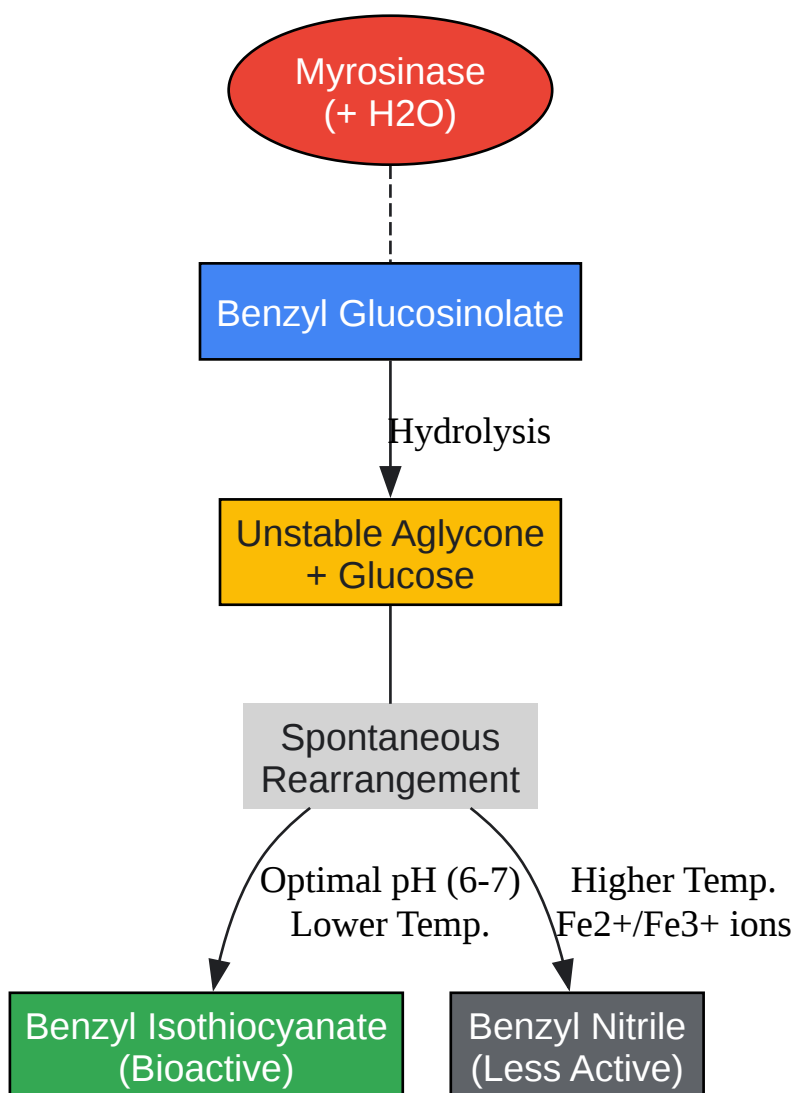 Myrosinase
(+ H2O)
Benzyl Glucosinolate
Hydrolysis
Unstable Aglycone
+ Glucose
Spontaneous
Rearrangement
Optimal pH (6-7)
Lower Temp.
Higher Temp.
Fe2+/Fe3+ ions
Benzyl Isothiocyanate
(Bioactive)
Benzyl Nitrile
(Less Active)